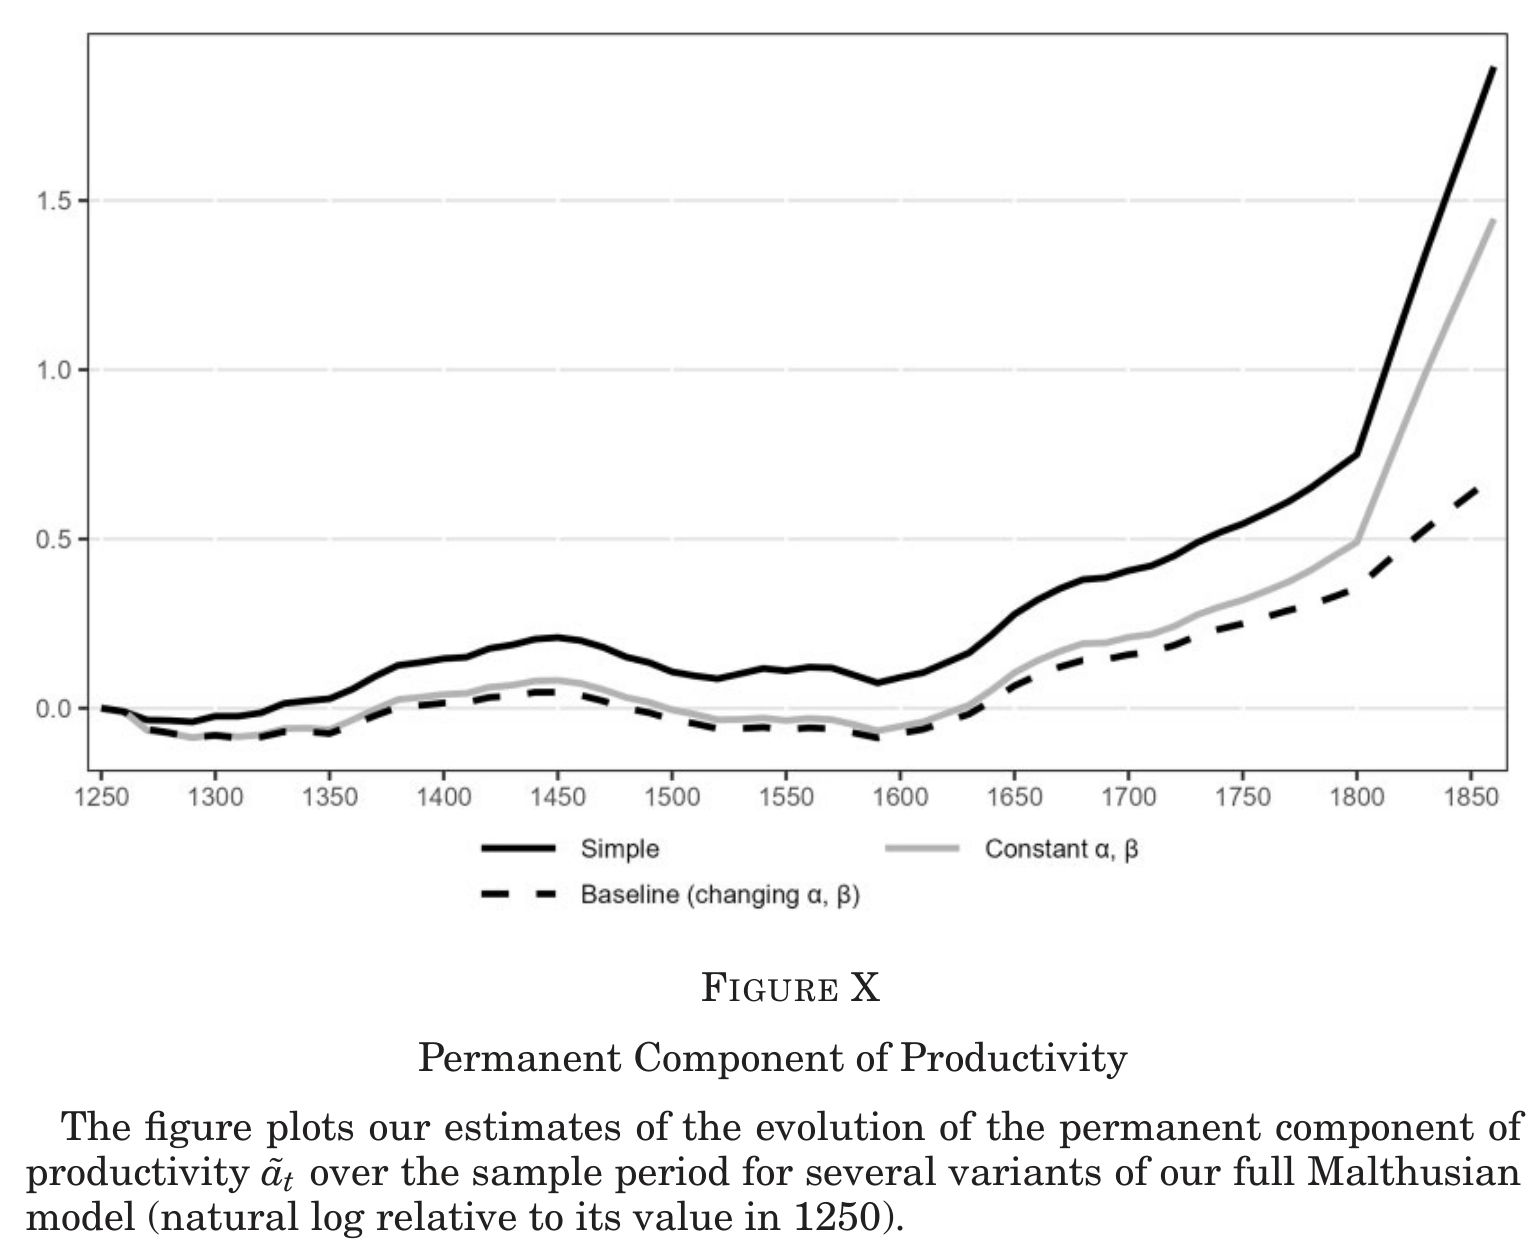 1.5
1.0
0.5
0.0
1250 1300 1350 1400 1450 1500 1550 1600 1650 1700 1750 1800 1850
Simple Constant α, β
Baseline (changing α, β)
FIGURE X
Permanent Component of Productivity
The figure plots our estimates of the evolution of the permanent component of
productivity ãₜ over the sample period for several variants of our full Malthusian
model (natural log relative to its value in 1250).